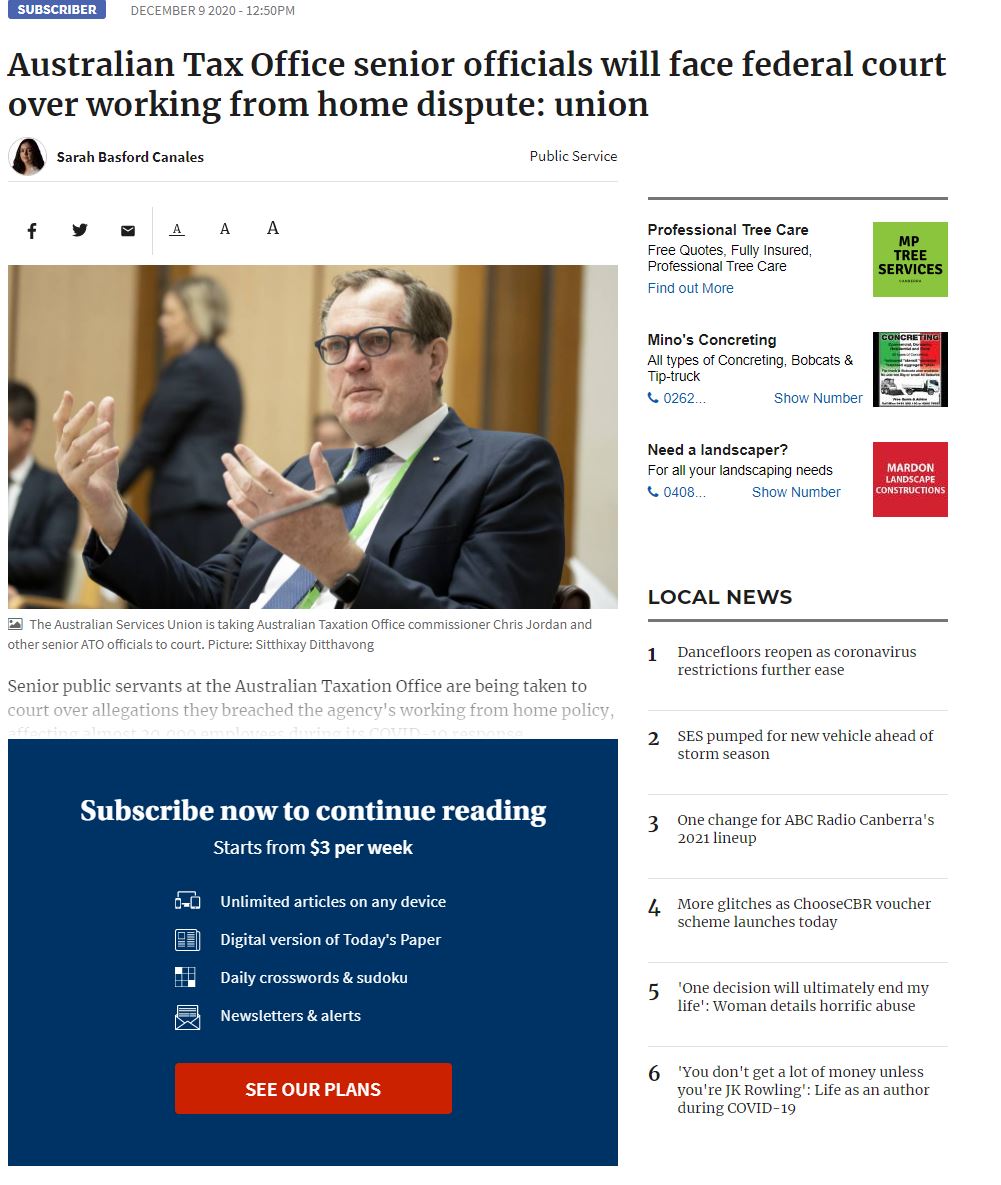 SUBSCRIBER
DECEMBER 9 2020 - 12:50PM
Australian Tax Office senior officials will face federal court
over working from home dispute: union
Sarah Basford Canales
Public Service
A A A
The Australian Services Union is taking Australian Taxation Office commissioner Chris Jordan and
other senior ATO officials to court. Picture: Sitthixay Ditthavong
Senior public servants at the Australian Taxation Office are being taken to
court over allegations they breached the agency's working from home policy,
affecting almost 20,000 employees during its COVID-19 response.
Subscribe now to continue reading
Starts from $3 per week
Unlimited articles on any device
Digital version of Today's Paper
Daily crosswords & sudoku
Newsletters & alerts
SEE OUR PLANS
Professional Tree Care
Free Quotes, Fully Insured,
Professional Tree Care
Find out More
MP
TREE
SERVICES
CANBERRA
Mino's Concreting
All types of Concreting, Bobcats &
Tip-truck
0262...
Show Number
CONCRETING
Need a landscaper?
For all your landscaping needs
0408...
Show Number
MARDON
LANDSCAPE
CONSTRUCTIONS
LOCAL NEWS
1 Dancefloors reopen as coronavirus
restrictions further ease
2 SES pumped for new vehicle ahead of
storm season
3 One change for ABC Radio Canberra's
2021 lineup
4 More glitches as ChooseCBR voucher
scheme launches today
5 'One decision will ultimately end my
life': Woman details horrific abuse
6 'You don't get a lot of money unless
you're JK Rowling': Life as an author
during COVID-19